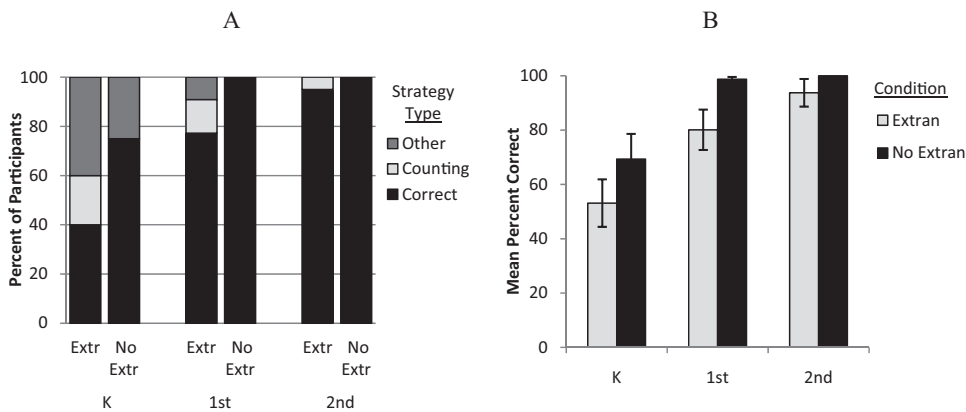 A
Percent of Participants
100
80
60
40
20
0
Extr
No
Extr
Extr
No
Extr
Extr
No
Extr
K
1st
2nd
Strategy
Type
Other
Counting
Correct
B
Mean Percent Correct
100
80
60
40
20
0
K
1st
2nd
Condition
Extran
No Extran